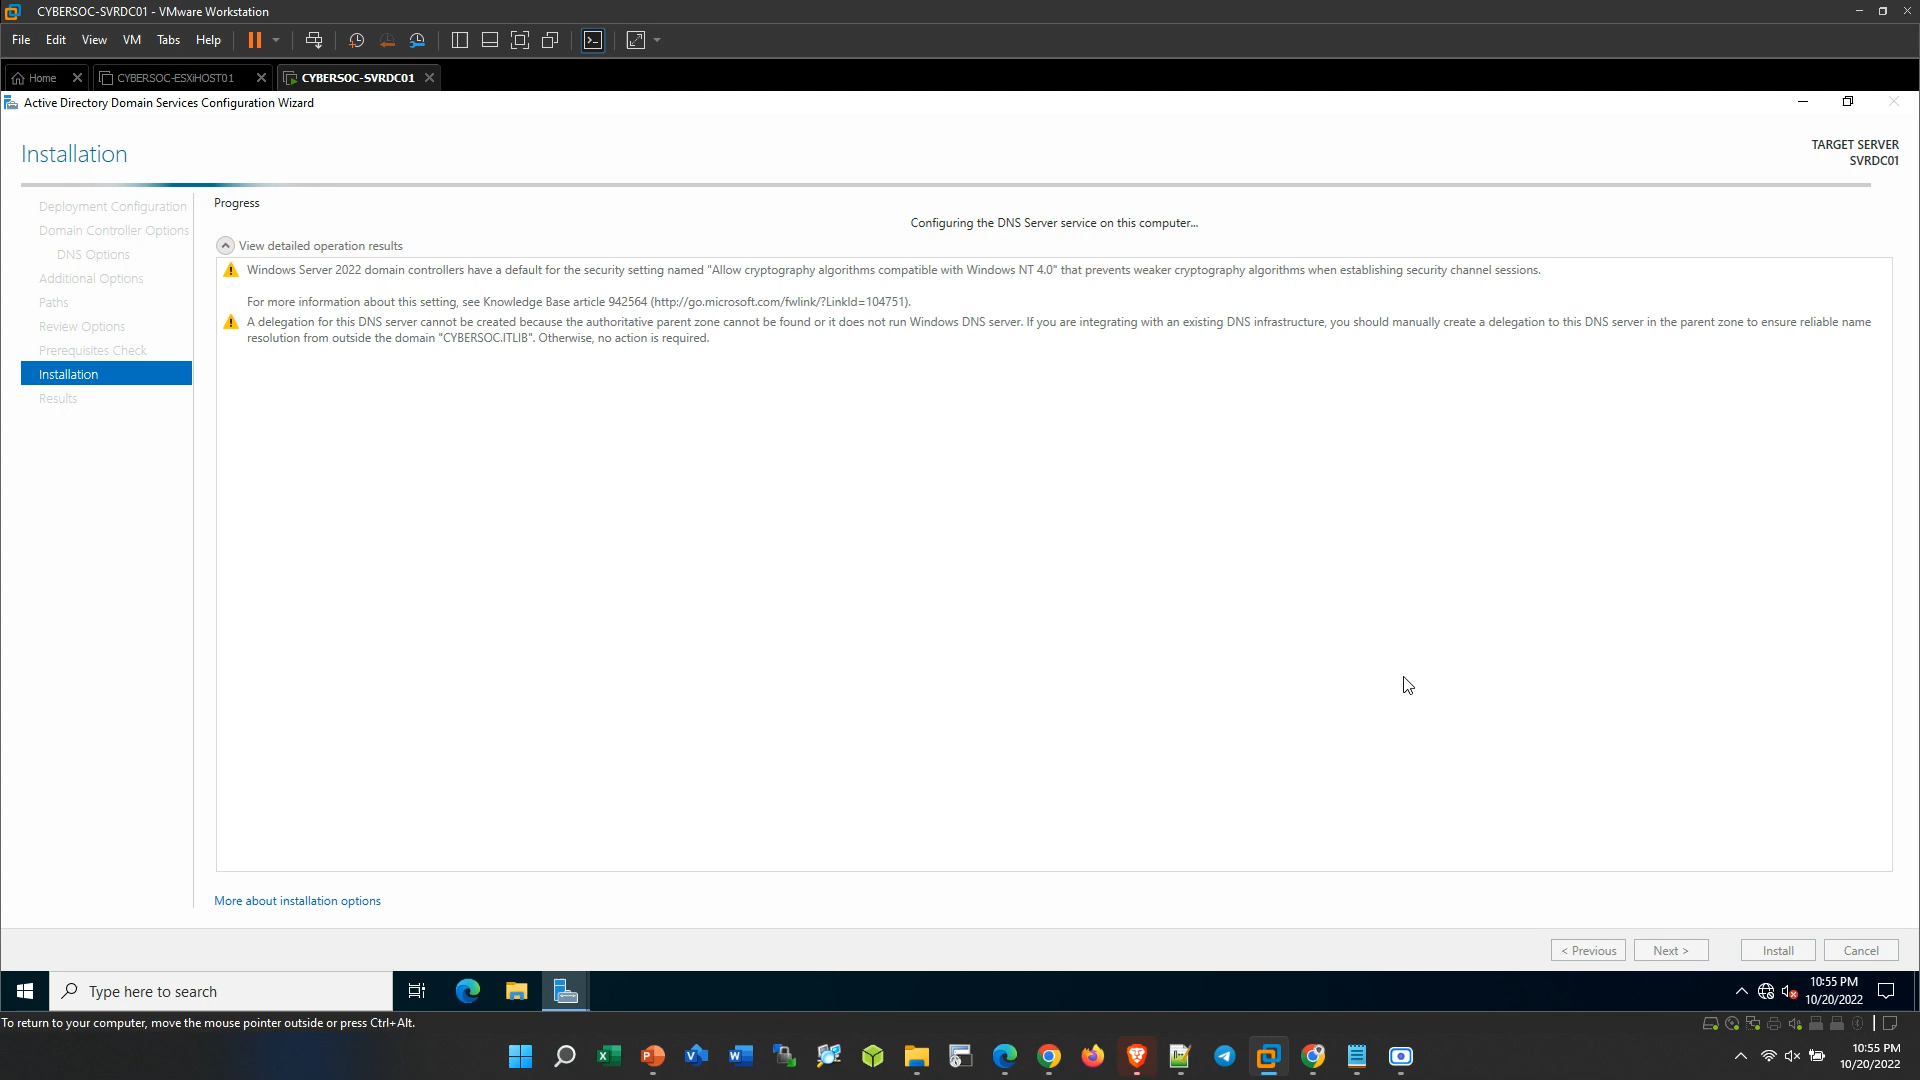 CYBERSOC-SVRDC01 - VMware Workstation
File Edit View VM Tabs Help
Home CYBERSOC-ESXiHOST01 CYBERSOC-SVRDC01
Active Directory Domain Services Configuration Wizard
Installation
TARGET SERVER
SVRDC01
Deployment Configuration
Domain Controller Options
DNS Options
Additional Options
Paths
Review Options
Prerequisites Check
Installation
Results
Progress
Configuring the DNS Server service on this computer...
View detailed operation results
Windows Server 2022 domain controllers have a default for the security setting named "Allow cryptography algorithms compatible with Windows NT 4.0" that prevents weaker cryptography algorithms when establishing security channel sessions.
For more information about this setting, see Knowledge Base article 942564 (http://go.microsoft.com/fwlink/?LinkId=104751).
A delegation for this DNS server cannot be created because the authoritative parent zone cannot be found or it does not run Windows DNS server. If you are integrating with an existing DNS infrastructure, you should manually create a delegation to this DNS server in the parent zone to ensure reliable name
resolution from outside the domain "CYBERSOC.ITLIB". Otherwise, no action is required.
More about installation options
< Previous Next > Install Cancel
Type here to search
10:55 PM
10/20/2022
To return to your computer, move the mouse pointer outside or press Ctrl+Alt.
10:55 PM
10/20/2022